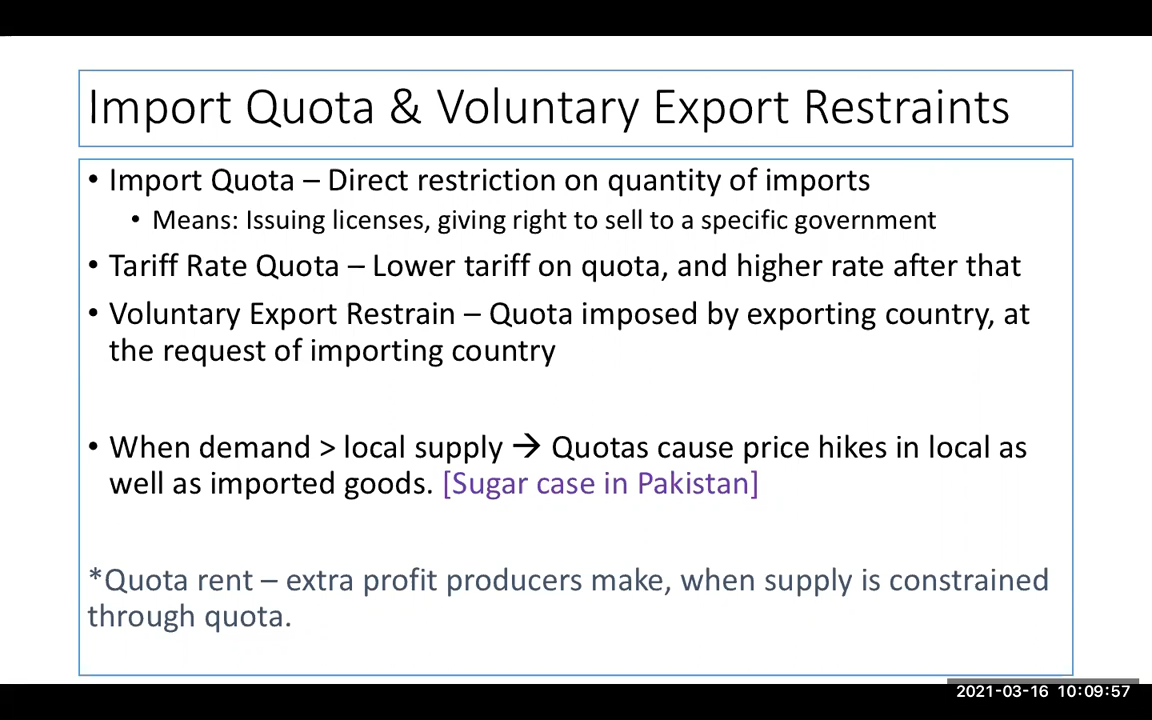 Import Quota & Voluntary Export Restraints
• Import Quota – Direct restriction on quantity of imports
• Means: Issuing licenses, giving right to sell to a specific government
• Tariff Rate Quota – Lower tariff on quota, and higher rate after that
• Voluntary Export Restrain – Quota imposed by exporting country, at
the request of importing country
• When demand > local supply → Quotas cause price hikes in local as
well as imported goods. [Sugar case in Pakistan]
*Quota rent – extra profit producers make, when supply is constrained
through quota.
2021-03-16 10:09:57